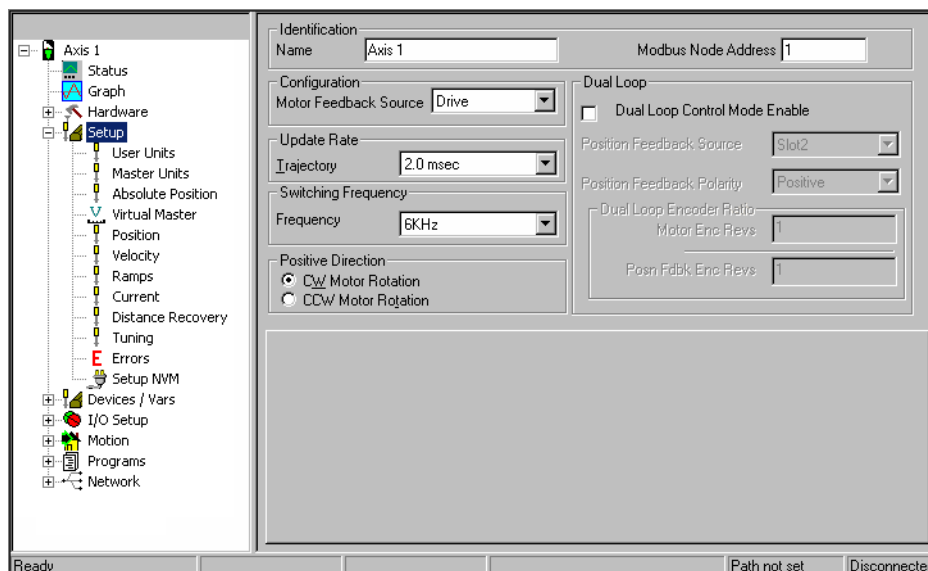 Axis 1
Status
Graph
Hardware
Setup
User Units
Master Units
Absolute Position
Virtual Master
Position
Velocity
Ramps
Current
Distance Recovery
Tuning
E Errors
Setup NVM
Devices / Vars
I/O Setup
Motion
Programs
Network
Identification
Name Axis 1 Modbus Node Address 1
Configuration
Motor Feedback Source Drive
Update Rate
Trajectory 2.0 msec
Switching Frequency
Frequency 6KHz
Positive Direction
CW Motor Rotation
CCW Motor Rotation
Dual Loop
Dual Loop Control Mode Enable
Position Feedback Source Slot2
Position Feedback Polarity Positive
Dual Loop Encoder Ratio
Motor Enc Revs 1
Posn Fdbk Enc Revs 1
Ready Path not set Disconnecte